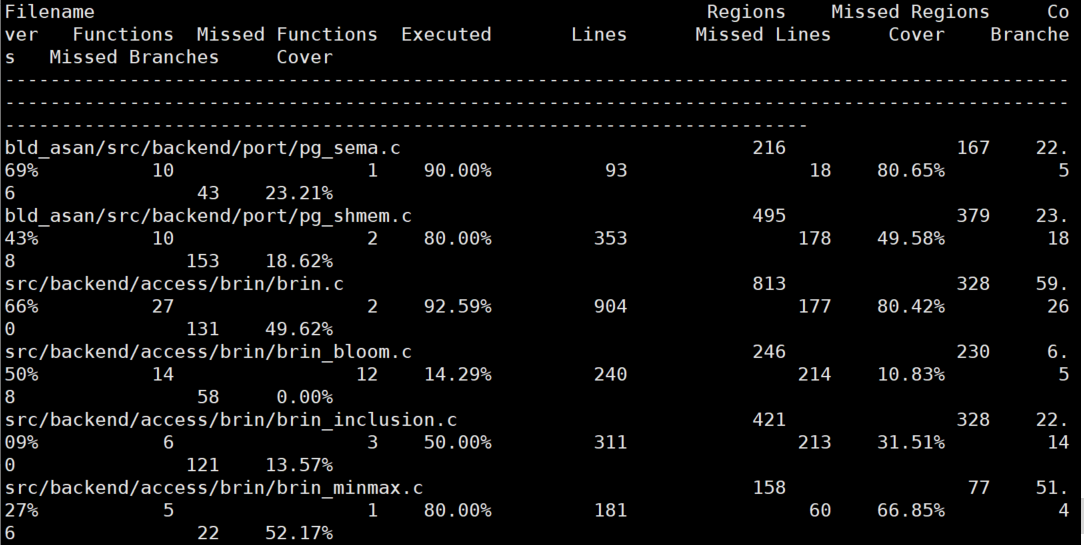 Filename Regions Missed Regions Co
ver Functions Missed Functions Executed Lines Missed Lines Cover Branche
s Missed Branches Cover
----------------------------------------------------------------------------------------------
----------------------------------------------------------------------------------------------
-----------------------------------------------------------------------
bld_asan/src/backend/port/pg_sema.c 216 167 22.
69% 10 1 90.00% 93 18 80.65% 5
6 43 23.21%
bld_asan/src/backend/port/pg_shmem.c 495 379 23.
43% 10 2 80.00% 353 178 49.58% 18
8 153 18.62%
src/backend/access/brin/brin.c 813 328 59.
66% 27 2 92.59% 904 177 80.42% 26
0 131 49.62%
src/backend/access/brin/brin_bloom.c 246 230 6.
50% 14 12 14.29% 240 214 10.83% 5
8 58 0.00%
src/backend/access/brin/brin_inclusion.c 421 328 22.
09% 6 3 50.00% 311 213 31.51% 14
0 121 13.57%
src/backend/access/brin/brin_minmax.c 158 77 51.
27% 5 1 80.00% 181 60 66.85% 4
6 22 52.17%